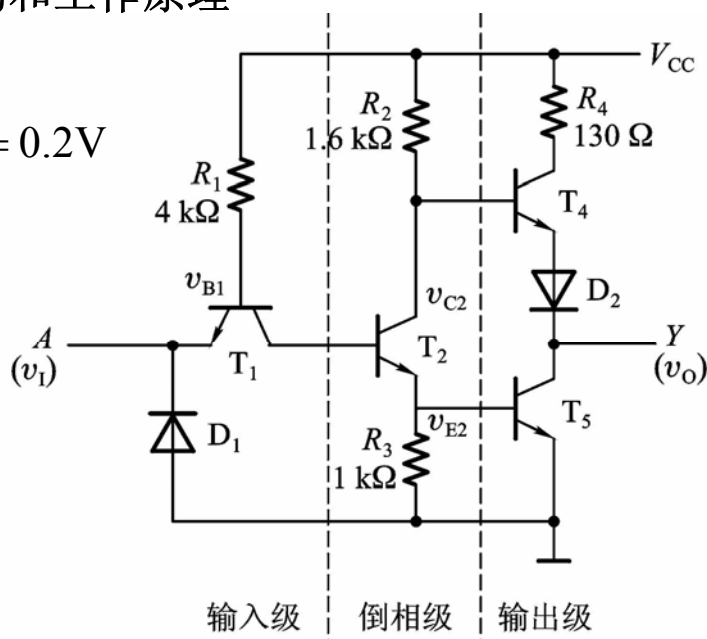 和工作原理
V_CC
R_2
1.6 kΩ
R_4
130 Ω
= 0.2V
R_1
4 kΩ
T_4
v_B1
v_C2
D_2
A
(v_I)
T_1
T_2
Y
(v_O)
D_1
v_E2
T_5
R_3
1 kΩ
输入级 倒相级 输出级